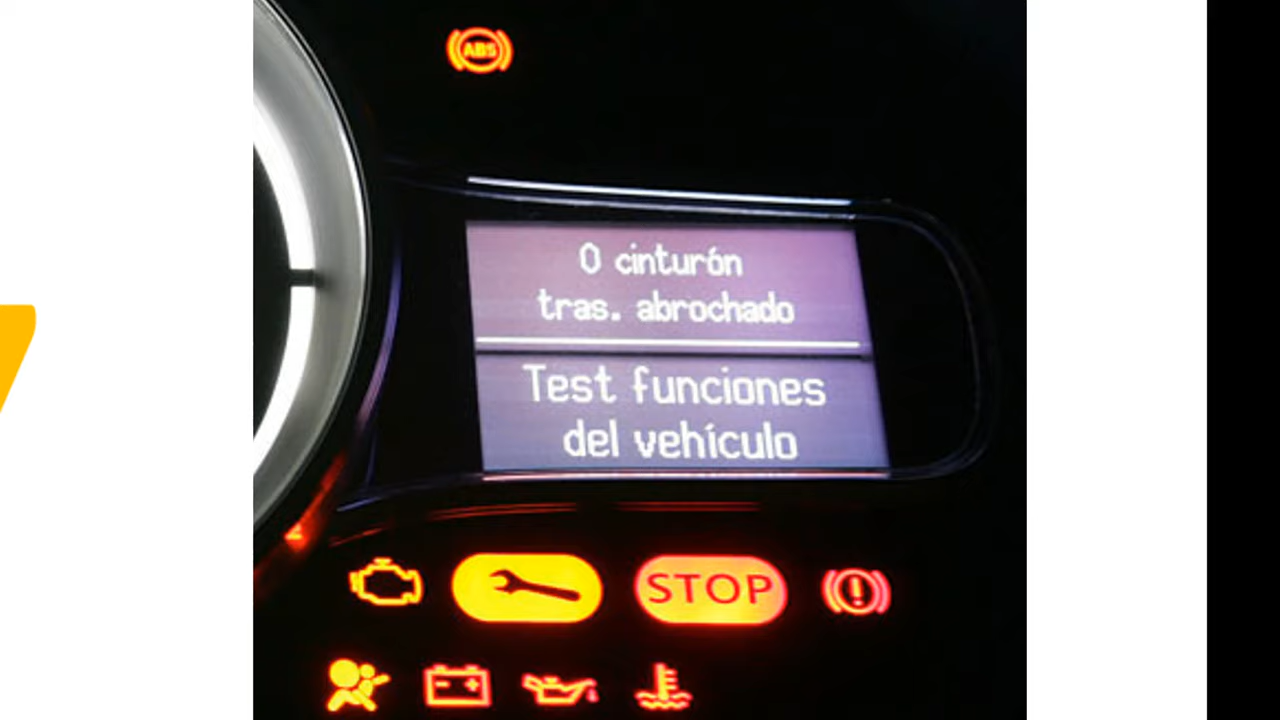 ABS
0 cinturón
tras. abrochado
Test funciones
del vehículo
STOP